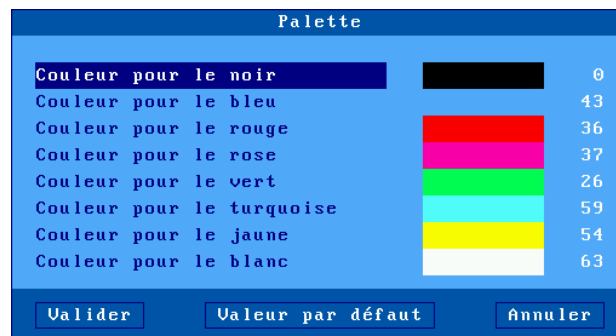 Palette
Couleur pour le noir 0
Couleur pour le bleu 43
Couleur pour le rouge 36
Couleur pour le rose 37
Couleur pour le vert 26
Couleur pour le turquoise 59
Couleur pour le jaune 54
Couleur pour le blanc 63
Valider Valeur par défaut Annuler